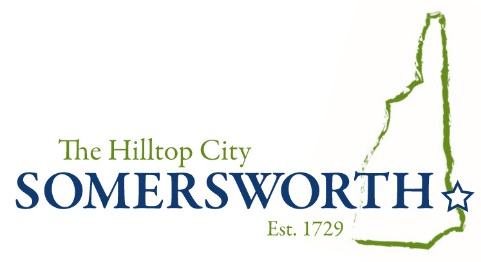 The Hilltop City
SOMERSWORTH
Est. 1729